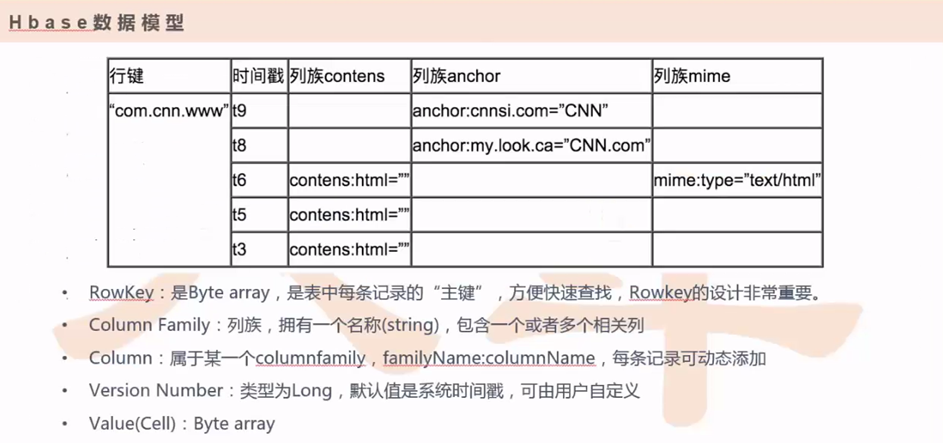 Hbase数据模型
行键 时间戳 列族contens 列族anchor 列族mime
“com.cnn.www” t9 anchor:cnnsi.com=”CNN”
t8 anchor:my.look.ca=”CNN.com”
t6 contens:html=”” mime:type=”text/html”
t5 contens:html=””
t3 contens:html=””
• RowKey：是Byte array，是表中每条记录的“主键”，方便快速查找，Rowkey的设计非常重要。
• Column Family：列族，拥有一个名称(string)，包含一个或者多个相关列
• Column：属于某一个columnfamily，familyName:columnName，每条记录可动态添加
• Version Number：类型为Long，默认值是系统时间戳，可由用户自定义
• Value(Cell)：Byte array
八斗